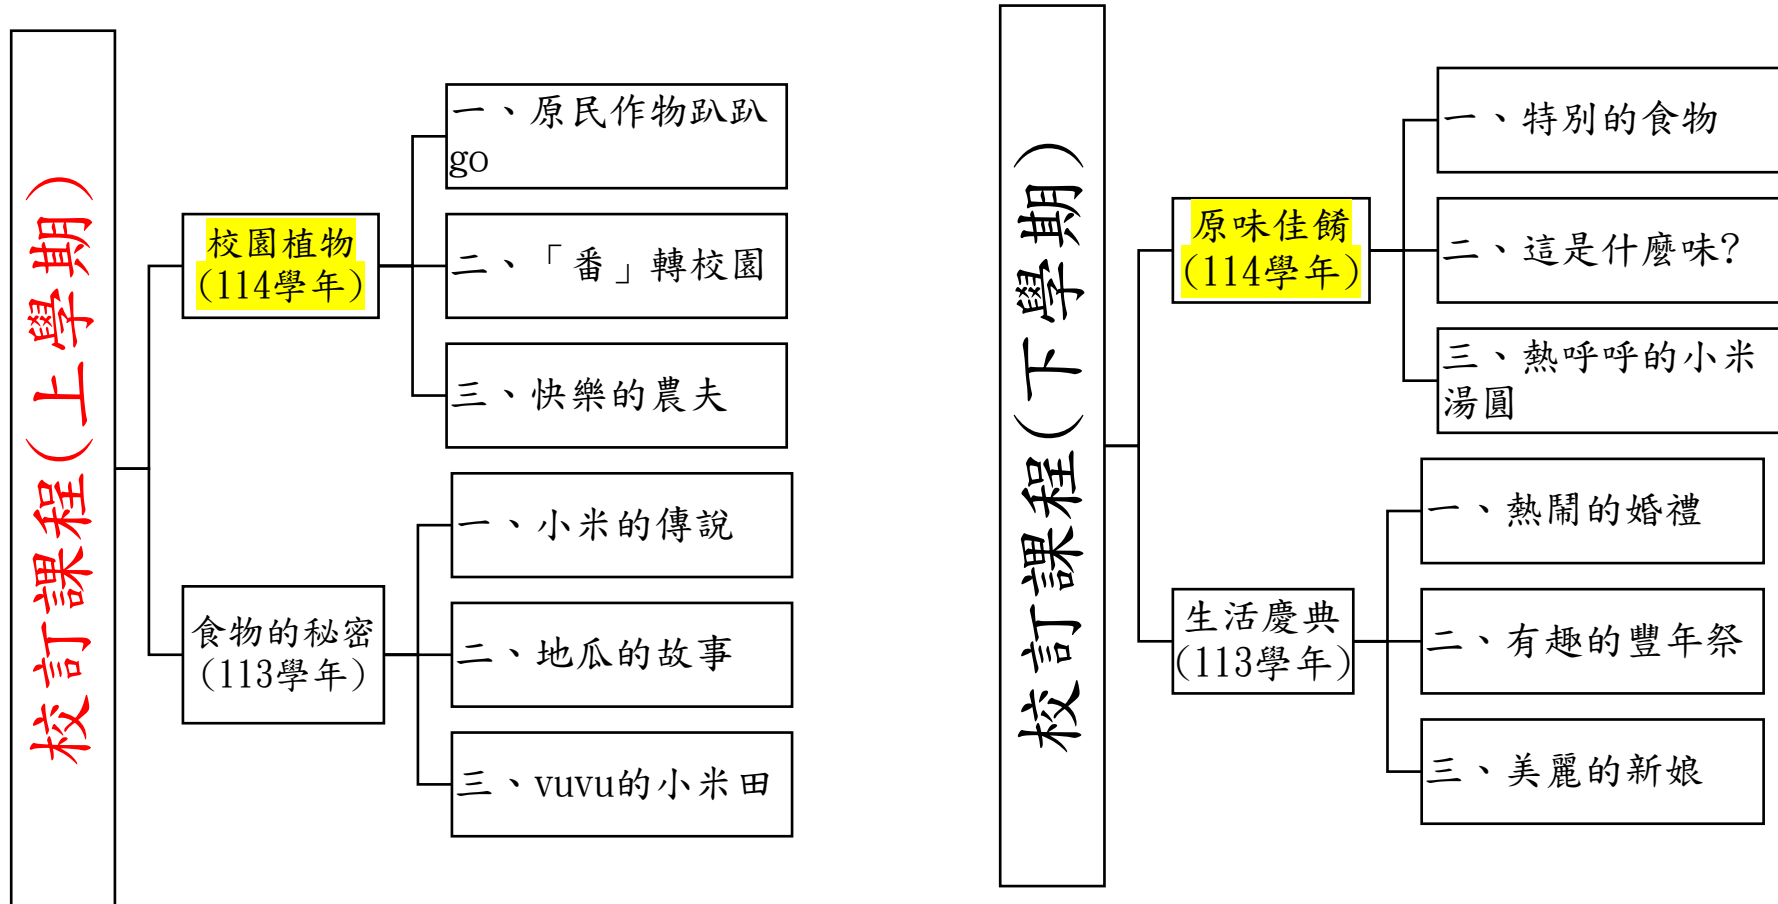 校訂課程(上學期)
校園植物
(114學年)
一、原民作物趴趴
go
二、「番」轉校園
三、快樂的農夫
食物的秘密
(113學年)
一、小米的傳說
二、地瓜的故事
三、vuvu的小米田
校訂課程(下學期)
原味佳餚
(114學年)
一、特別的食物
二、這是什麼味?
三、熱呼呼的小米
湯圓
生活慶典
(113學年)
一、熱鬧的婚禮
二、有趣的豐年祭
三、美麗的新娘